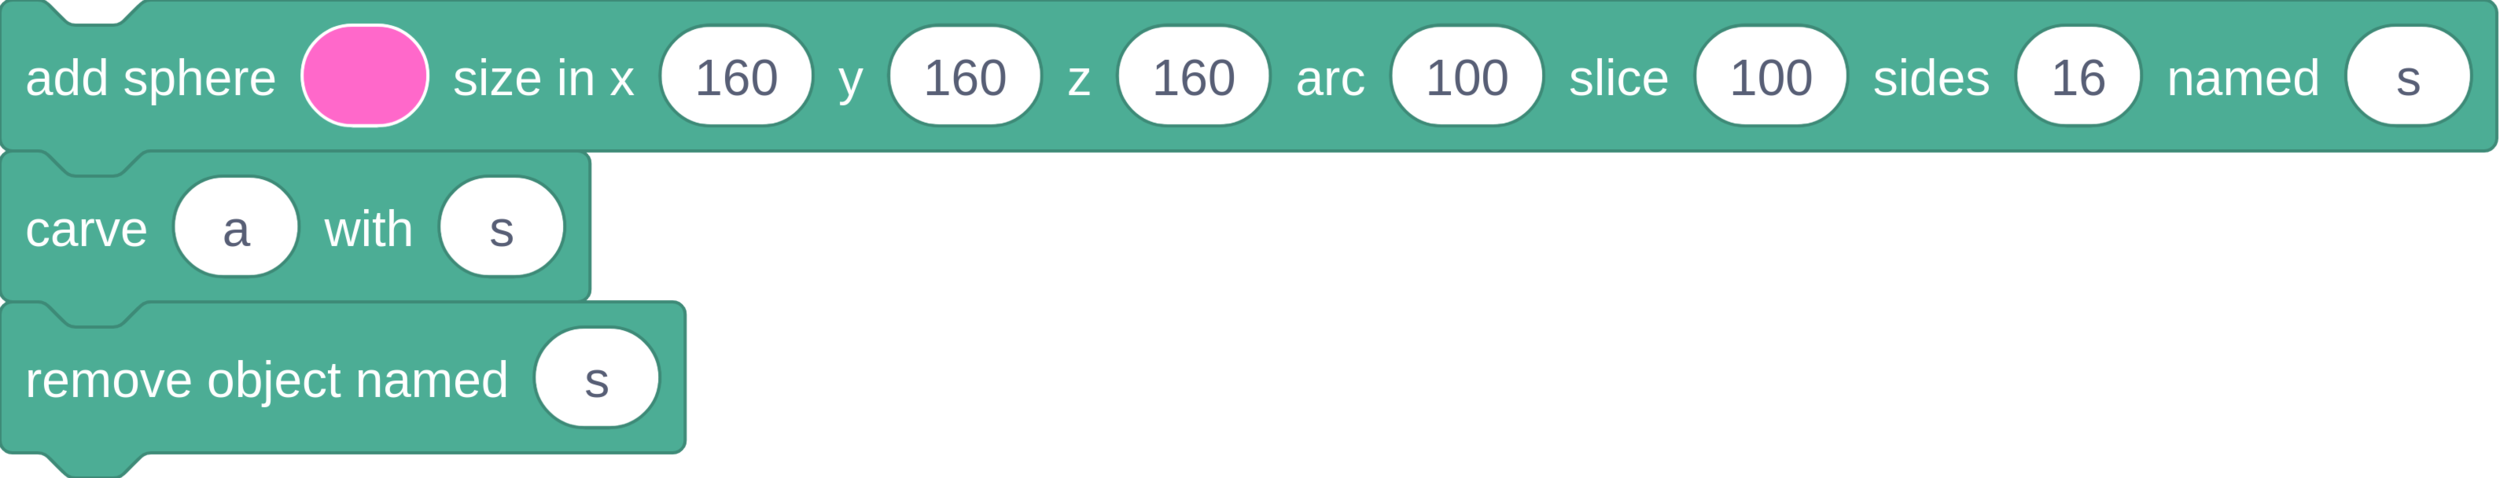 add sphere size in x 160 y 160 z 160 arc 100 slice 100 sides 16 named s
carve a with s
remove object named s